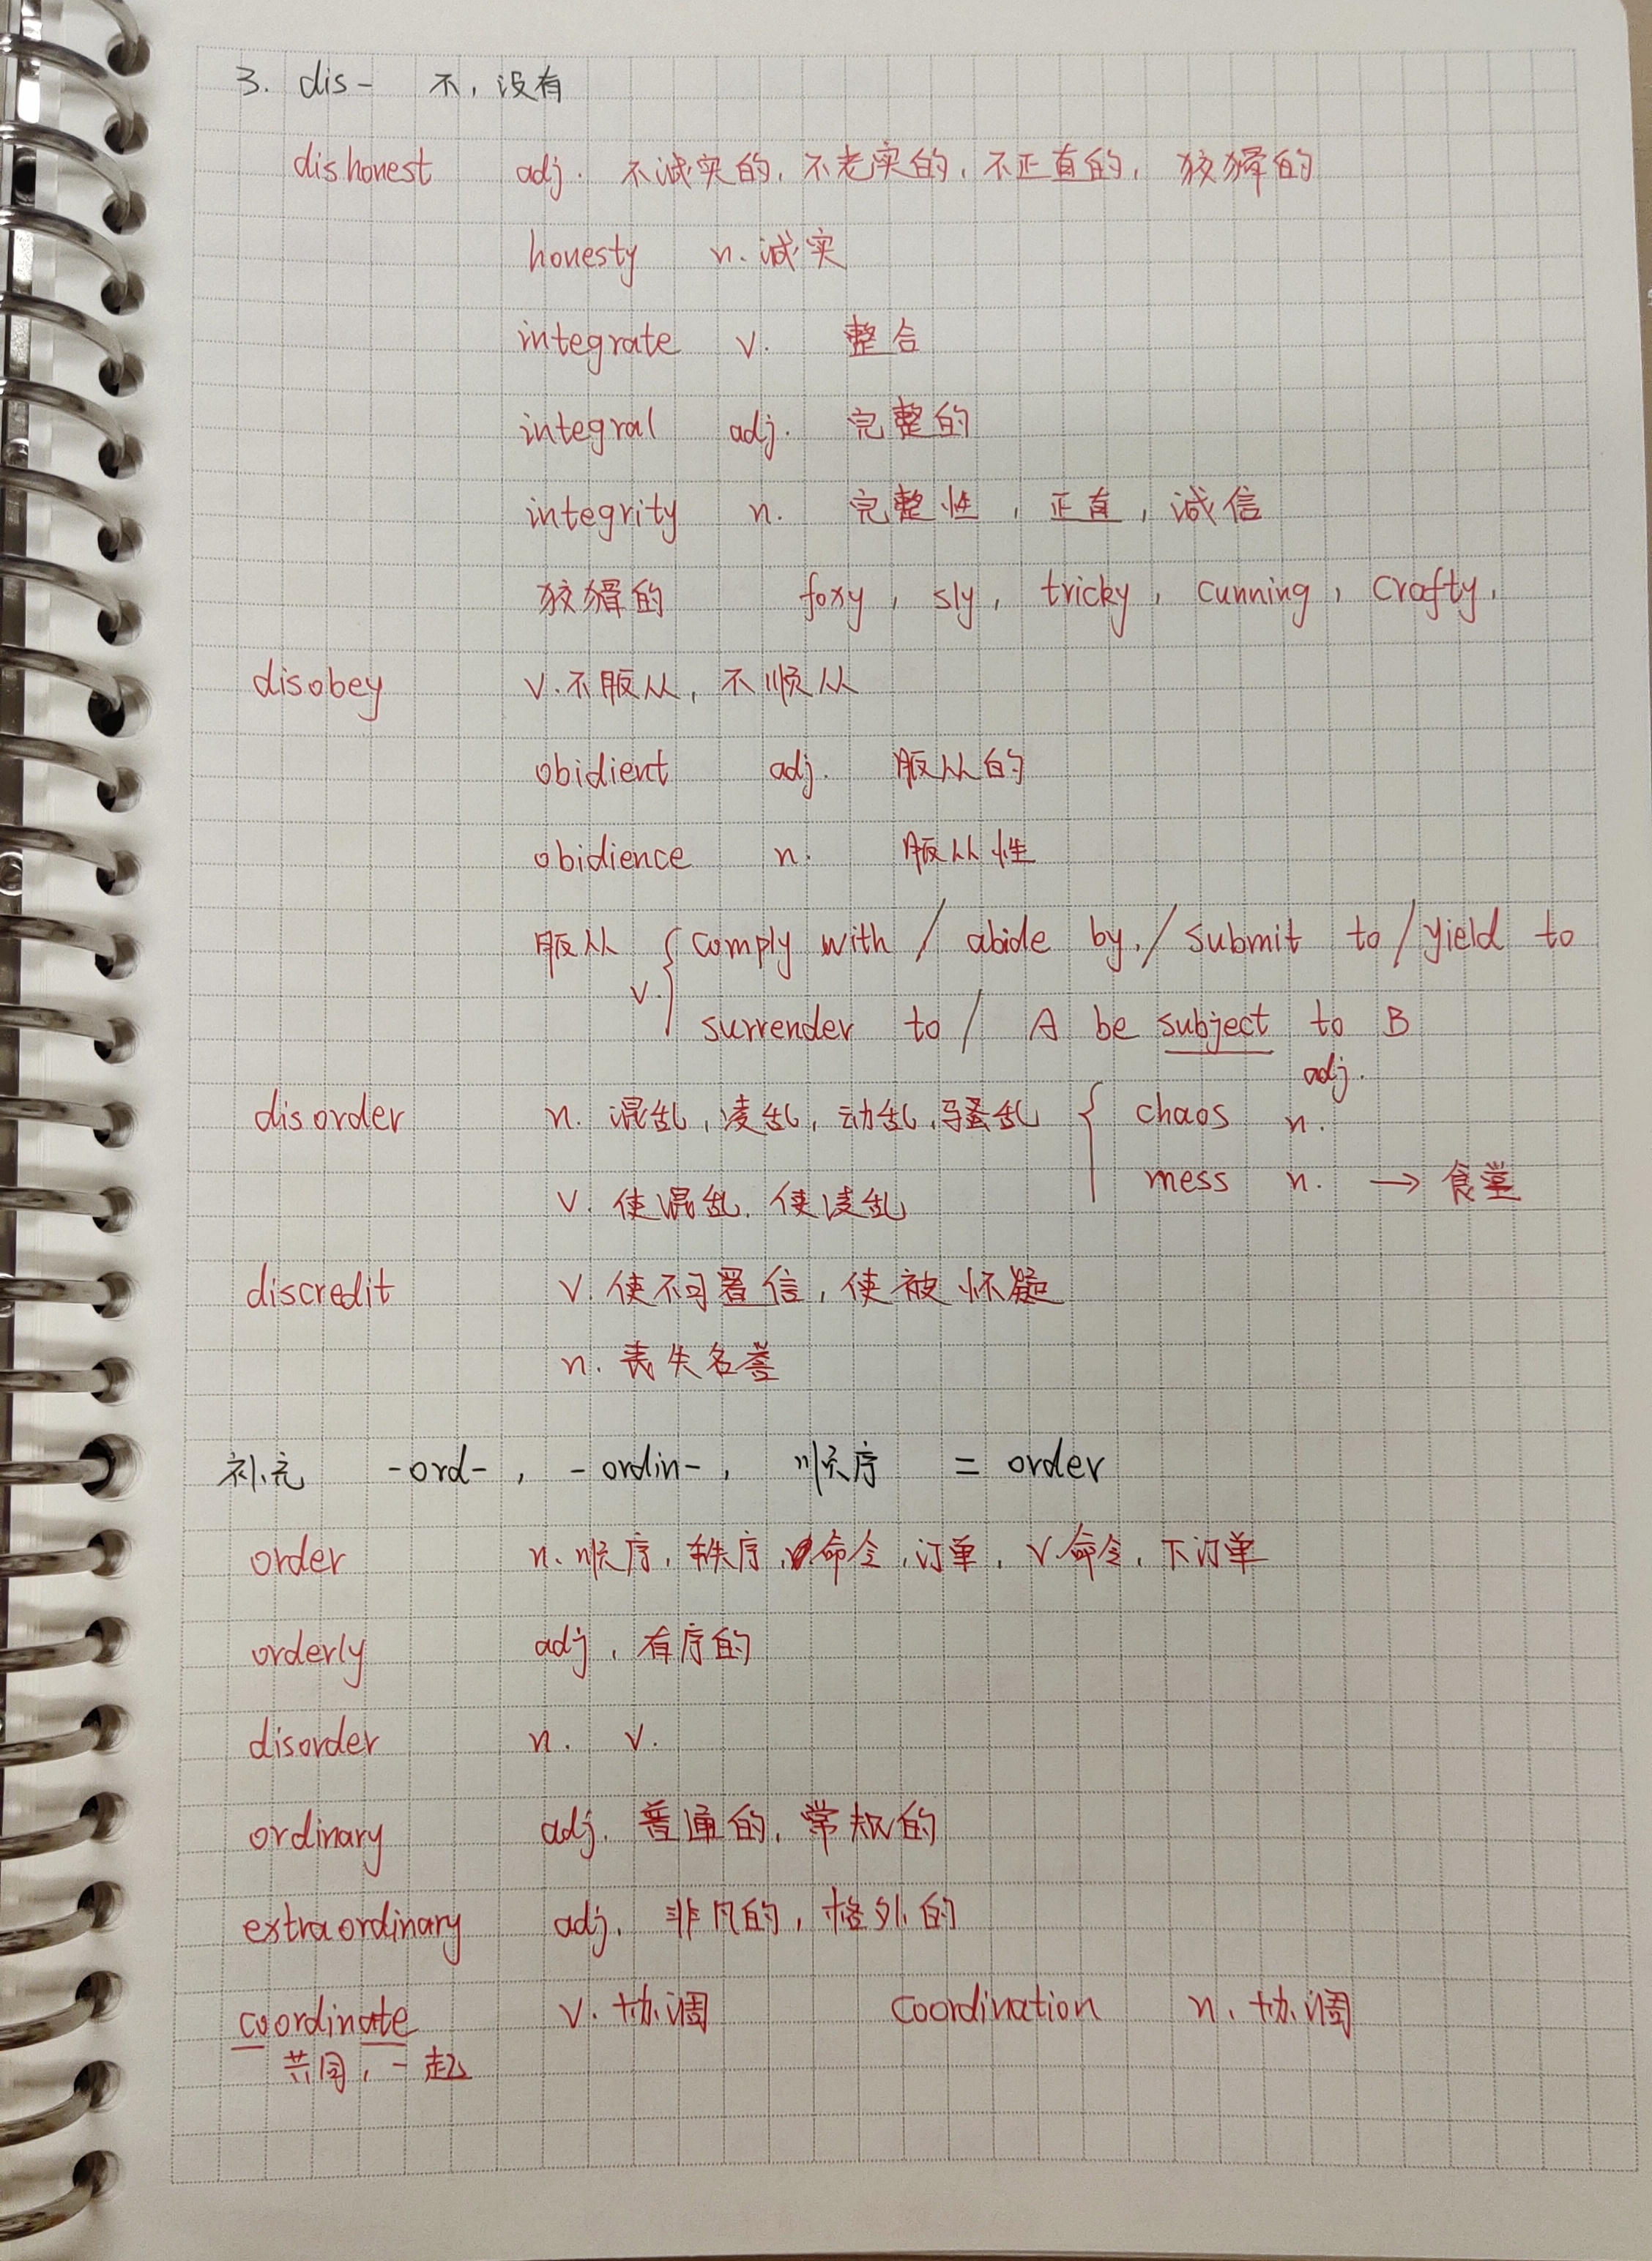 3. dis- 不,没有
dishonest adj. 不诚实的,不老实的,不正直的,狡猾的
honesty n. 诚实
integrate v. 整合
integral adj. 完整的
integrity n. 完整性,正直,诚信
狡猾的 foxy, sly, tricky, cunning, crafty,
disobey v. 不服从,不顺从
obidient adj. 服从的
obidience n. 服从性
服从 v. { comply with / abide by / submit to / yield to
surrender to / A be subject to B
adj.
disorder n. 混乱,凌乱,动乱,骚乱 { chaos n.
mess n. → 食堂
v. 使混乱,使凌乱
discredit v. 使不可置信,使被怀疑
n. 丧失名誉
补充 -ord-, -ordin-, 顺序 = order
order n. 顺序,秩序,命令,订单, v. 命令,下订单
orderly adj, 有序的
disorder n. v.
ordinary adj. 普通的,常规的
extraordinary adj. 非凡的,格外的
coordinate v. 协调 coordination n. 协调
共同,一起